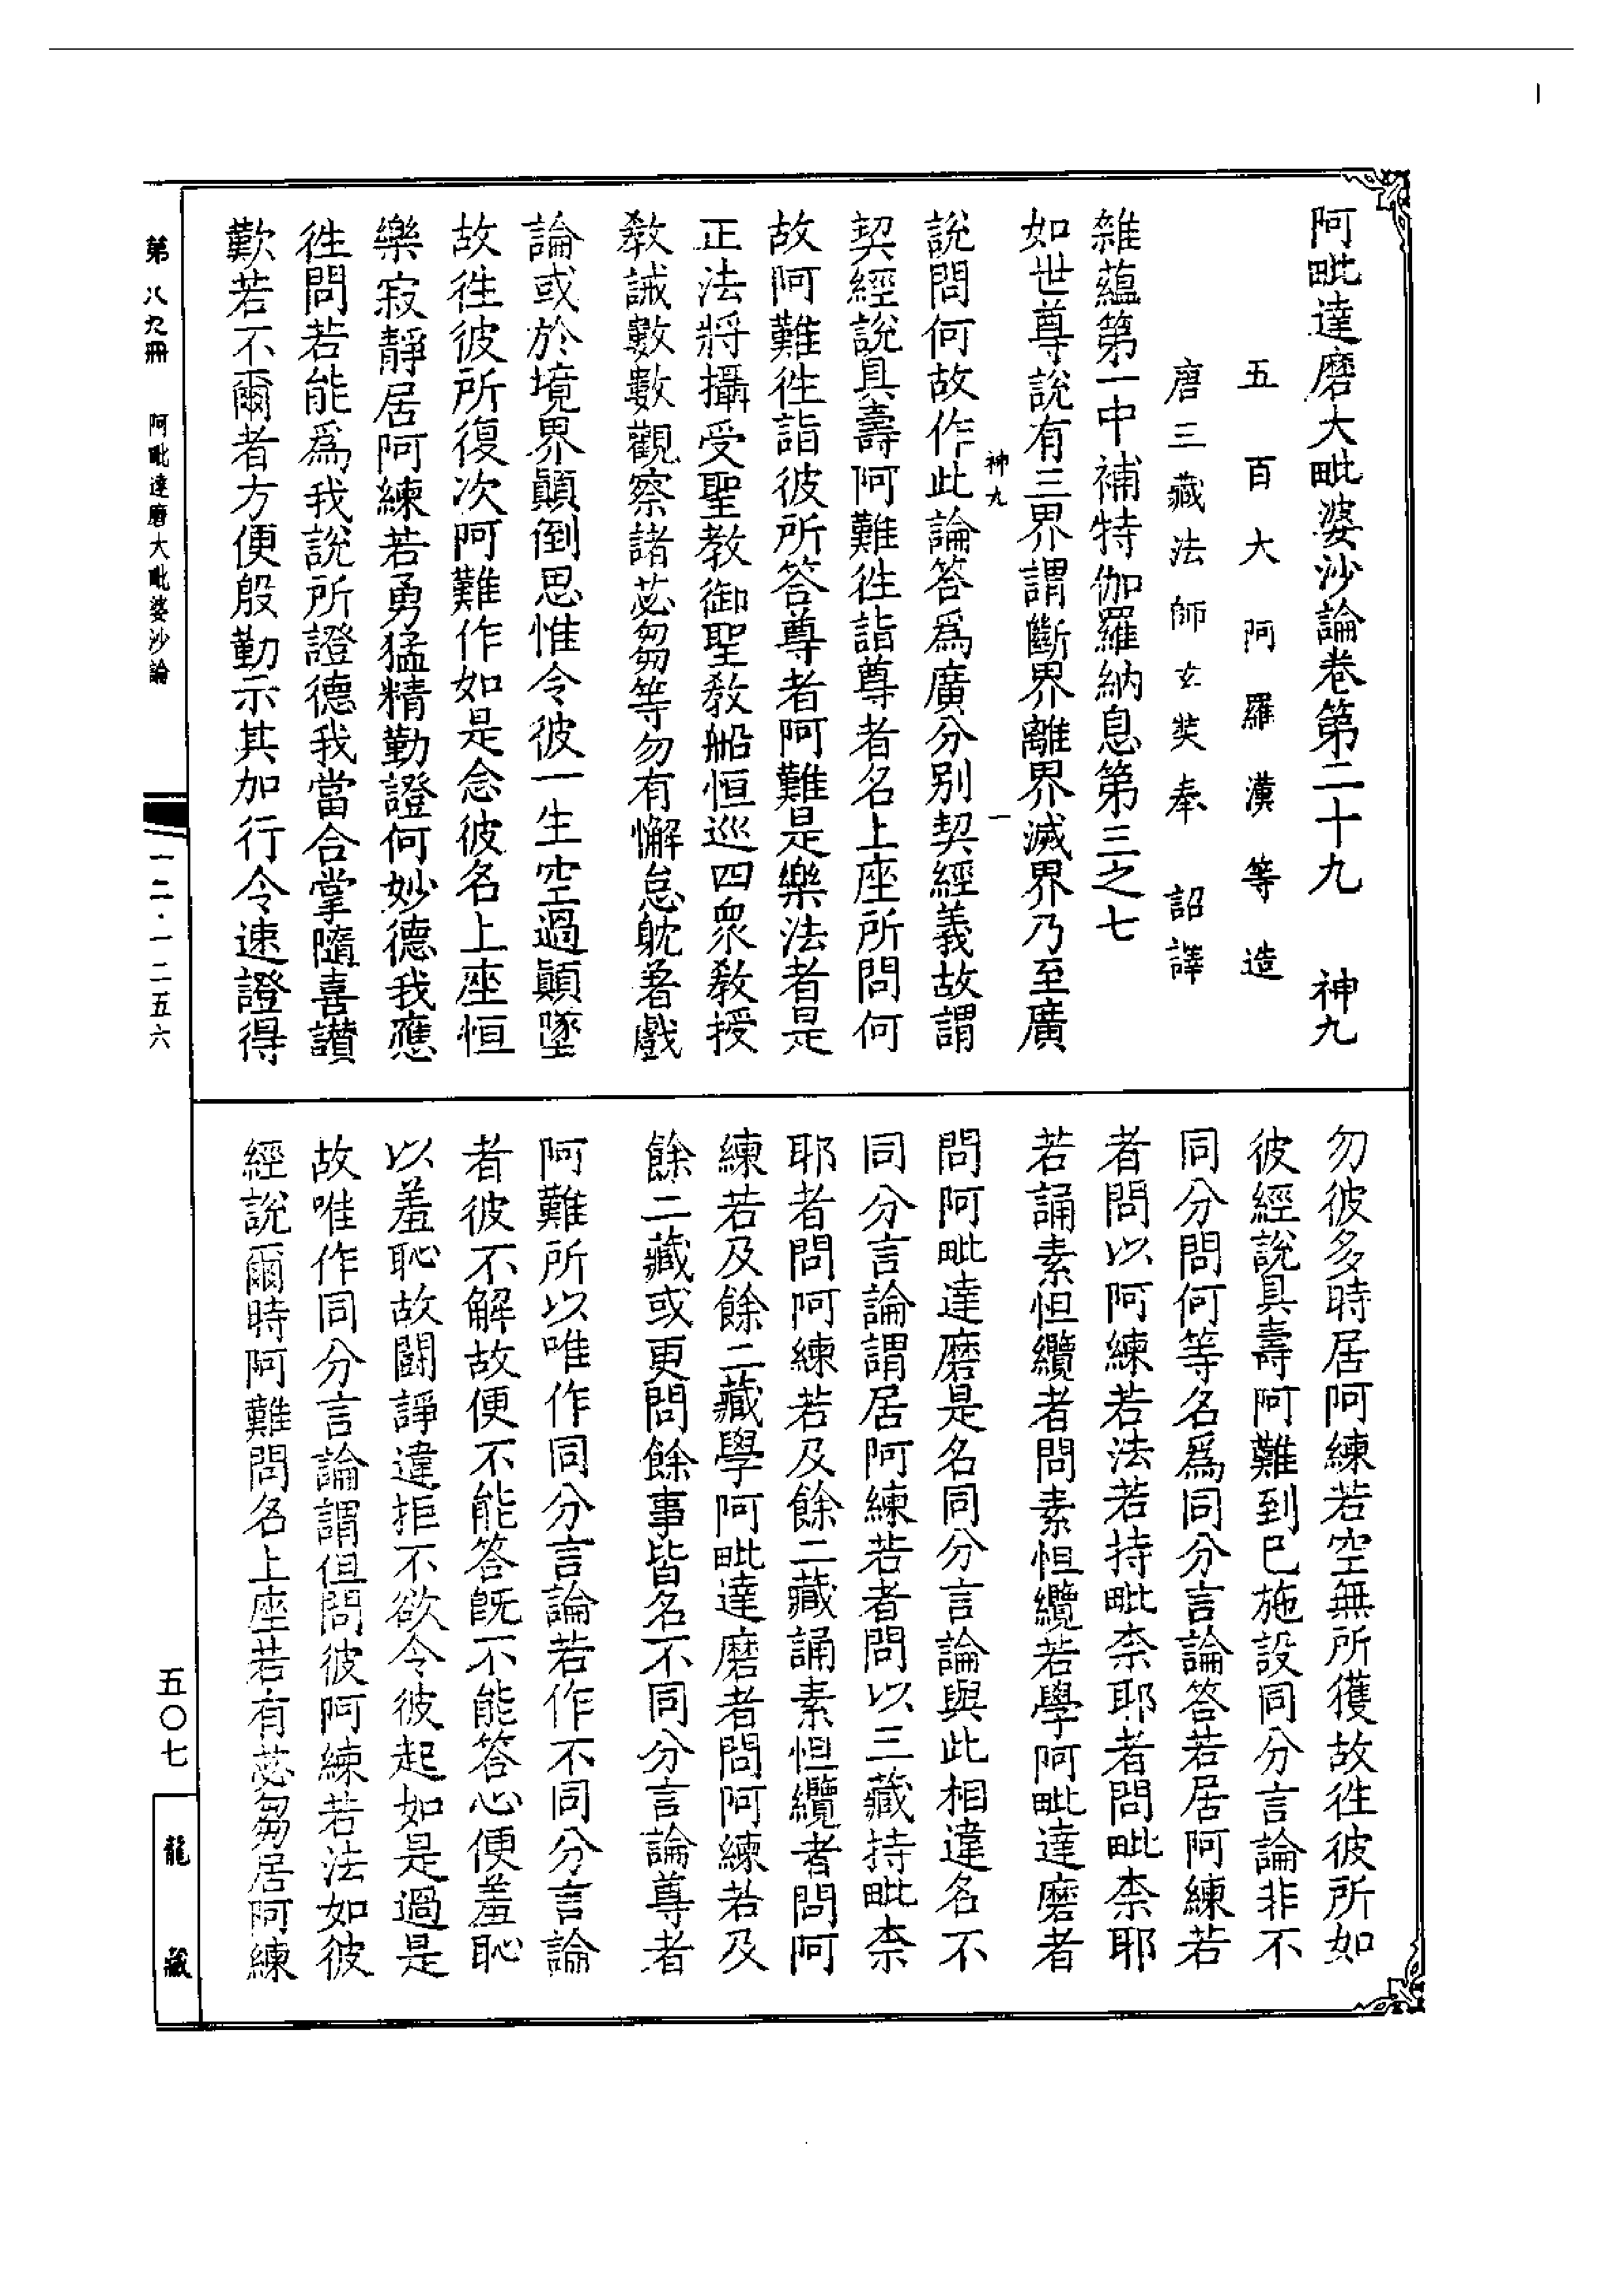 阿毗達磨大毗婆沙論卷第二十九　神九
五百大阿羅漢等造
唐三藏法師玄奘奉　詔譯
雜蘊第一中補特伽羅納息第三之七
如世尊說有三界謂斷界離界滅界乃至廣
神九　一
說問何故作此論答爲廣分別契經義故謂
契經說具壽阿難徃詣尊者名上座所問何
故阿難徃詣彼所答尊者阿難是樂法者是
正法將攝受聖教御聖教船恒巡四衆教授
教誡數數觀察諸苾芻等勿有懈怠躭著戲
論或於境界顚倒思惟令彼一生空過顚墜
故徃彼所復次阿難作如是念彼名上座恒
樂寂靜居阿練若勇猛精勤證何妙德我應
徃問若能爲我說所證德我當合掌隨喜讃
歎若不爾者方便殷勤示其加行令速證得
勿彼多時居阿練若空無所獲故徃彼所如
彼經說具壽阿難到已施設同分言論非不
同分問何等名爲同分言論答若居阿練若
者問以阿練若法若持毗柰耶者問毗柰耶
若誦素怛纜者問素怛纜若學阿毗達磨者
問阿毗達磨是名同分言論與此相違名不
同分言論謂居阿練若者問以三藏持毗柰
耶者問阿練若及餘二藏誦素怛纜者問阿
練若及餘二藏學阿毗達磨者問阿練若及
餘二藏或更問餘事皆名不同分言論尊者
阿難所以唯作同分言論若作不同分言論
者彼不解故便不能答旣不能答心便羞恥
以羞恥故鬪諍違拒不欲令彼起如是過是
故唯作同分言論謂但問彼阿練若法如彼
經說爾時阿難問名上座若有苾芻居阿練
第八九冊　阿毗達磨大毗婆沙論
一二·一二五六
五〇七
龍藏